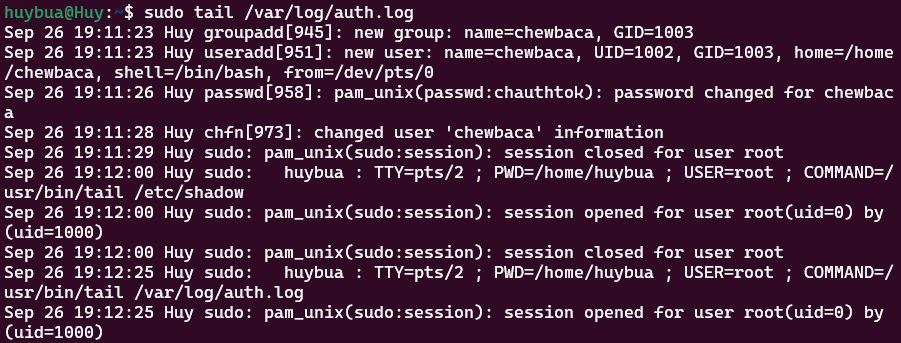 huybua@Huy:~$ sudo tail /var/log/auth.log
Sep 26 19:11:23 Huy groupadd[945]: new group: name=chewbaca, GID=1003
Sep 26 19:11:23 Huy useradd[951]: new user: name=chewbaca, UID=1002, GID=1003, home=/home
/chewbaca, shell=/bin/bash, from=/dev/pts/0
Sep 26 19:11:26 Huy passwd[958]: pam_unix(passwd:chauthtok): password changed for chewbac
a
Sep 26 19:11:28 Huy chfn[973]: changed user 'chewbaca' information
Sep 26 19:11:29 Huy sudo: pam_unix(sudo:session): session closed for user root
Sep 26 19:12:00 Huy sudo:   huybua : TTY=pts/2 ; PWD=/home/huybua ; USER=root ; COMMAND=/
usr/bin/tail /etc/shadow
Sep 26 19:12:00 Huy sudo: pam_unix(sudo:session): session opened for user root(uid=0) by
(uid=1000)
Sep 26 19:12:00 Huy sudo: pam_unix(sudo:session): session closed for user root
Sep 26 19:12:25 Huy sudo:   huybua : TTY=pts/2 ; PWD=/home/huybua ; USER=root ; COMMAND=/
usr/bin/tail /var/log/auth.log
Sep 26 19:12:25 Huy sudo: pam_unix(sudo:session): session opened for user root(uid=0) by
(uid=1000)